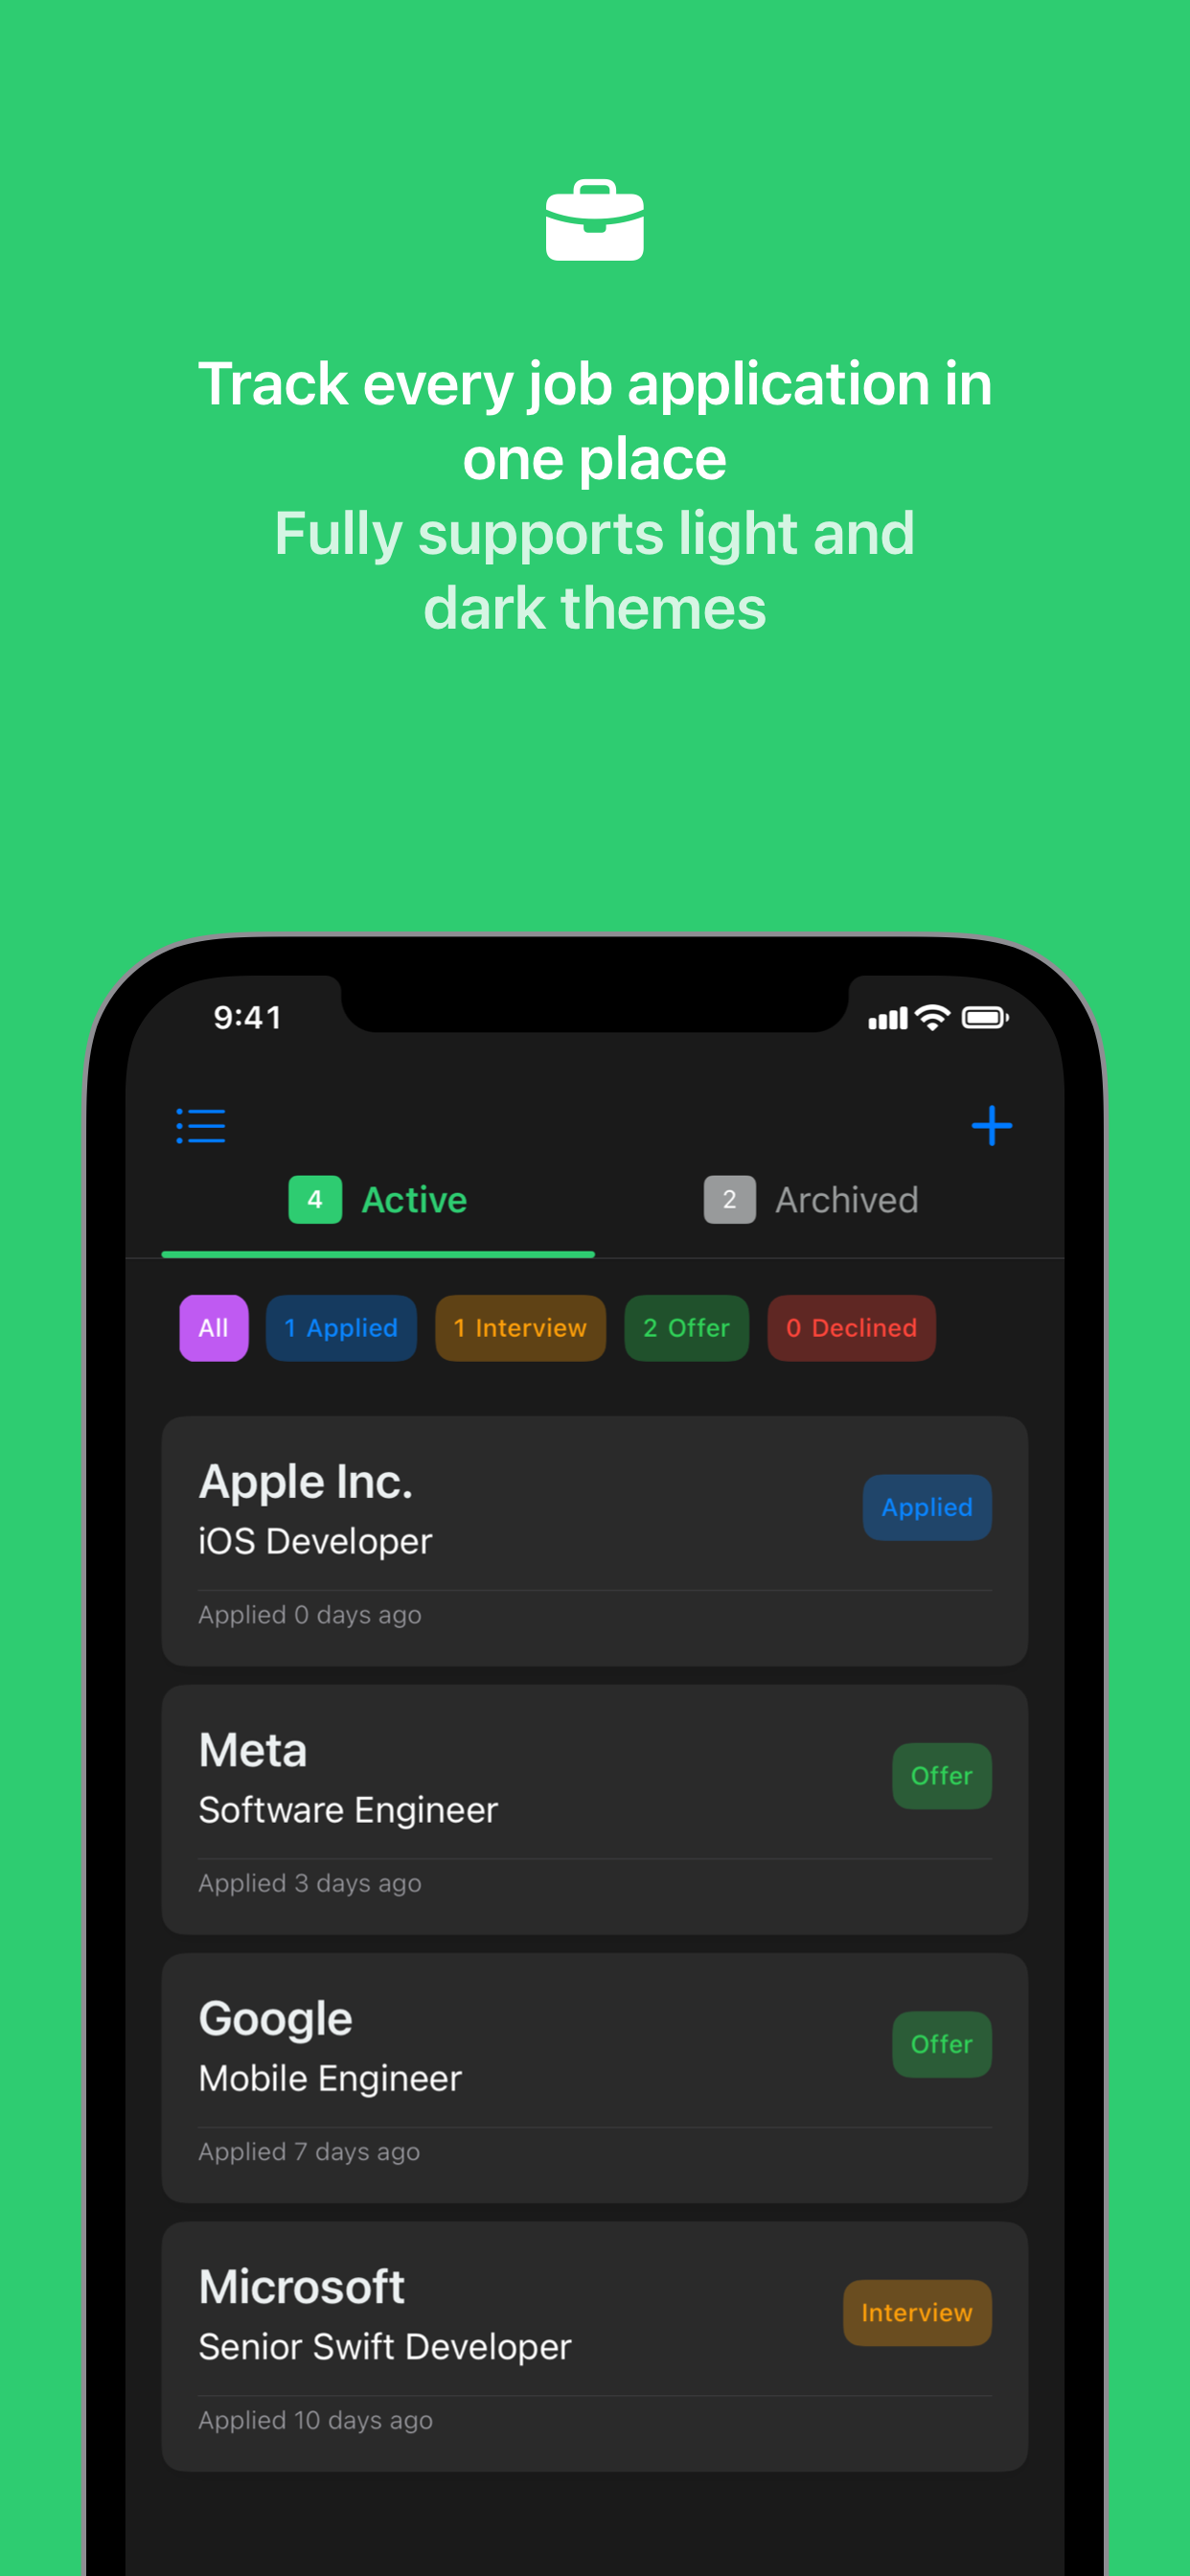 Track every job application in
one place
Fully supports light and
dark themes
9:41
4 Active 2 Archived
All 1 Applied 1 Interview 2 Offer 0 Declined
Apple Inc.
Applied
iOS Developer
Applied 0 days ago
Meta
Offer
Software Engineer
Applied 3 days ago
Google
Offer
Mobile Engineer
Applied 7 days ago
Microsoft
Interview
Senior Swift Developer
Applied 10 days ago